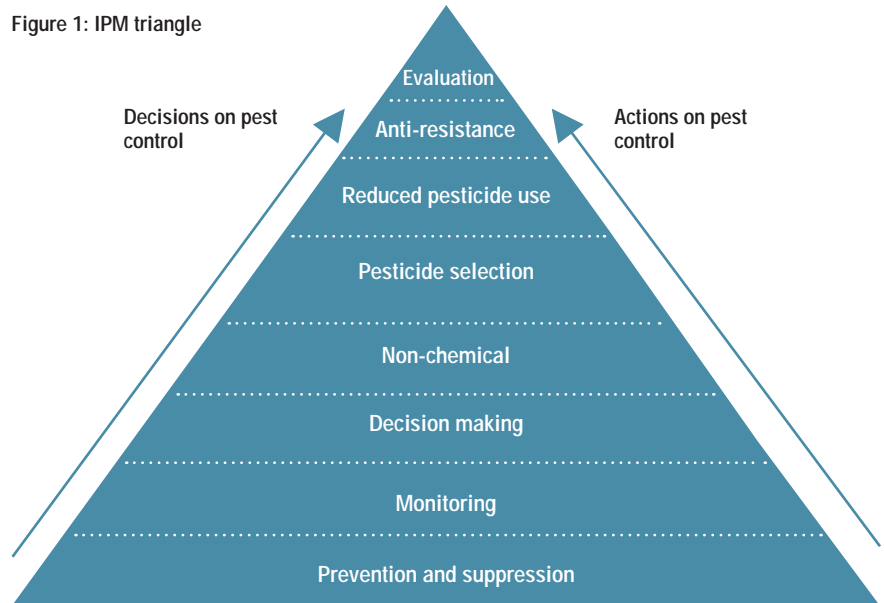 Figure 1: IPM triangle
Evaluation
Decisions on pest
control
Actions on pest
control
Anti-resistance
Reduced pesticide use
Pesticide selection
Non-chemical
Decision making
Monitoring
Prevention and suppression